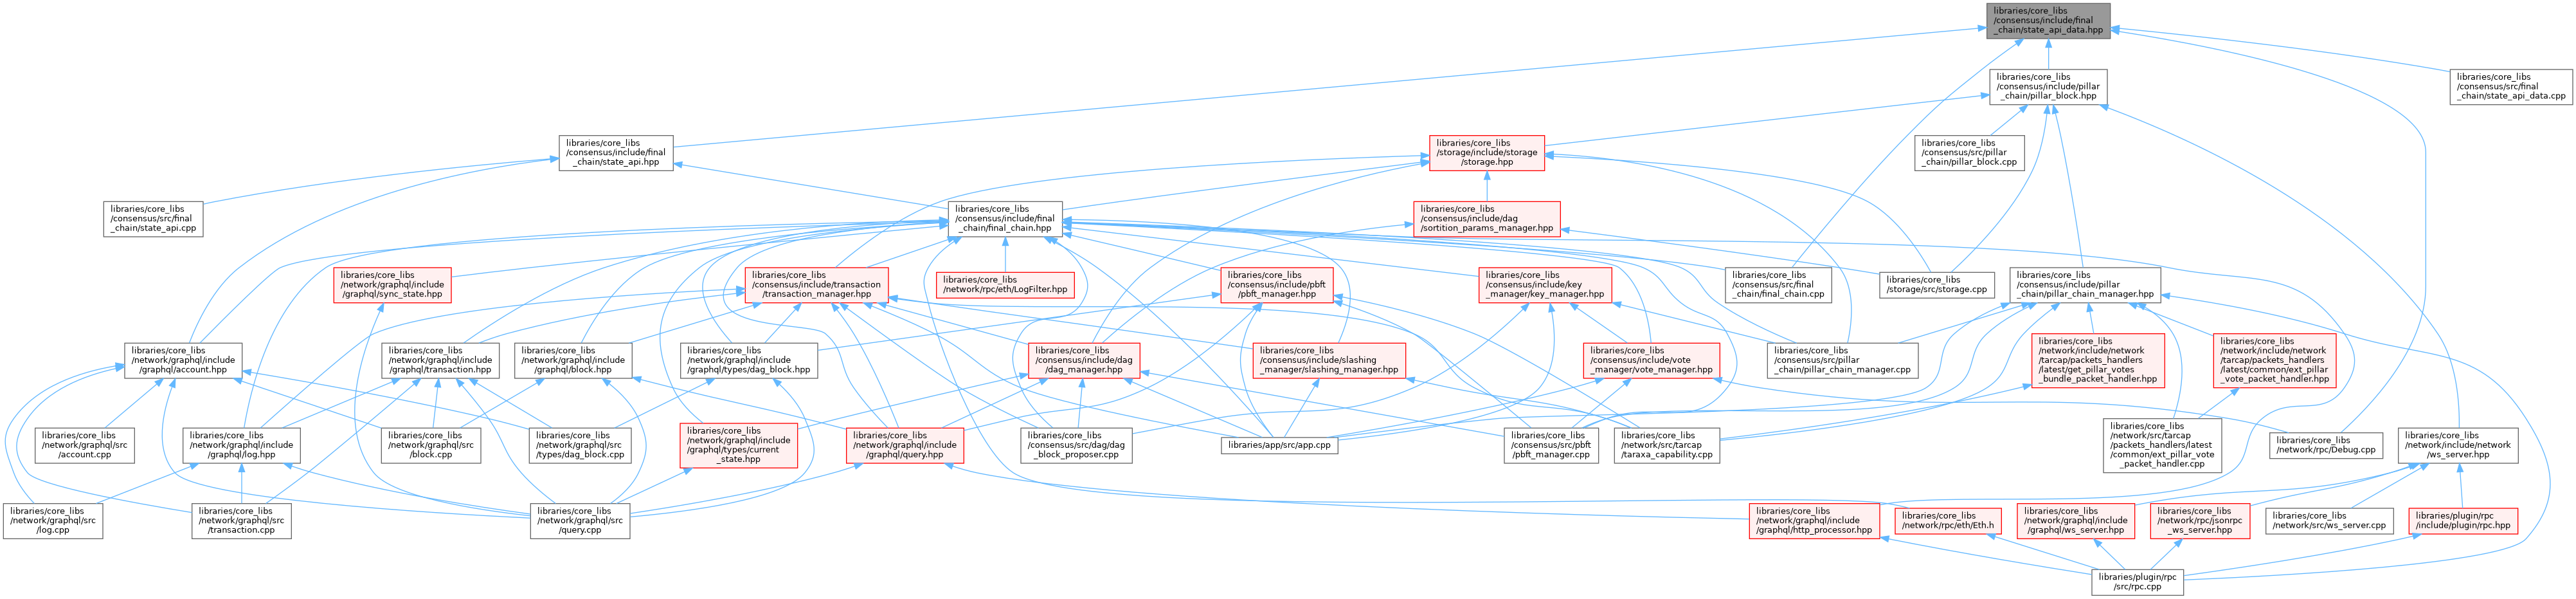 libraries/core_libs
/consensus/include/final
_chain/state_api_data.hpp
libraries/core_libs
/consensus/include/pillar
_chain/pillar_block.hpp
libraries/core_libs
/consensus/src/final
_chain/state_api_data.cpp
libraries/core_libs
/consensus/include/final
_chain/state_api.hpp
libraries/core_libs
/storage/include/storage
/storage.hpp
libraries/core_libs
/consensus/src/pillar
_chain/pillar_block.cpp
libraries/core_libs
/consensus/src/final
_chain/state_api.cpp
libraries/core_libs
/consensus/include/final
_chain/final_chain.hpp
libraries/core_libs
/consensus/include/dag
/sortition_params_manager.hpp
libraries/core_libs
/network/graphql/include
/graphql/sync_state.hpp
libraries/core_libs
/consensus/include/transaction
/transaction_manager.hpp
libraries/core_libs
/network/rpc/eth/LogFilter.hpp
libraries/core_libs
/consensus/include/pbft
/pbft_manager.hpp
libraries/core_libs
/consensus/include/key
_manager/key_manager.hpp
libraries/core_libs
/consensus/src/final
_chain/final_chain.cpp
libraries/core_libs
/storage/src/storage.cpp
libraries/core_libs
/consensus/include/pillar
_chain/pillar_chain_manager.hpp
libraries/core_libs
/network/graphql/include
/graphql/account.hpp
libraries/core_libs
/network/graphql/include
/graphql/transaction.hpp
libraries/core_libs
/network/graphql/include
/graphql/block.hpp
libraries/core_libs
/network/graphql/include
/graphql/types/dag_block.hpp
libraries/core_libs
/consensus/include/dag
/dag_manager.hpp
libraries/core_libs
/consensus/include/slashing
_manager/slashing_manager.hpp
libraries/core_libs
/consensus/include/vote
_manager/vote_manager.hpp
libraries/core_libs
/consensus/src/pillar
_chain/pillar_chain_manager.cpp
libraries/core_libs
/network/include/network
/tarcap/packets_handlers
/latest/get_pillar_votes
_bundle_packet_handler.hpp
libraries/core_libs
/network/include/network
/tarcap/packets_handlers
/latest/common/ext_pillar
_vote_packet_handler.hpp
libraries/core_libs
/network/graphql/src
/account.cpp
libraries/core_libs
/network/graphql/include
/graphql/log.hpp
libraries/core_libs
/network/graphql/src
/block.cpp
libraries/core_libs
/network/graphql/src
/types/dag_block.cpp
libraries/core_libs
/network/graphql/include
/graphql/types/current
_state.hpp
libraries/core_libs
/network/graphql/include
/graphql/query.hpp
libraries/core_libs
/consensus/src/dag/dag
_block_proposer.cpp
libraries/app/src/app.cpp
libraries/core_libs
/consensus/src/pbft
/pbft_manager.cpp
libraries/core_libs
/network/src/tarcap
/taraxa_capability.cpp
libraries/core_libs
/network/src/tarcap
/packets_handlers/latest
/common/ext_pillar_vote
_packet_handler.cpp
libraries/core_libs
/network/rpc/Debug.cpp
libraries/core_libs
/network/include/network
/ws_server.hpp
libraries/core_libs
/network/graphql/src
/log.cpp
libraries/core_libs
/network/graphql/src
/transaction.cpp
libraries/core_libs
/network/graphql/src
/query.cpp
libraries/core_libs
/network/graphql/include
/graphql/http_processor.hpp
libraries/core_libs
/network/rpc/eth/Eth.h
libraries/core_libs
/network/graphql/include
/graphql/ws_server.hpp
libraries/core_libs
/network/rpc/jsonrpc
_ws_server.hpp
libraries/core_libs
/network/src/ws_server.cpp
libraries/plugin/rpc
/include/plugin/rpc.hpp
libraries/plugin/rpc
/src/rpc.cpp